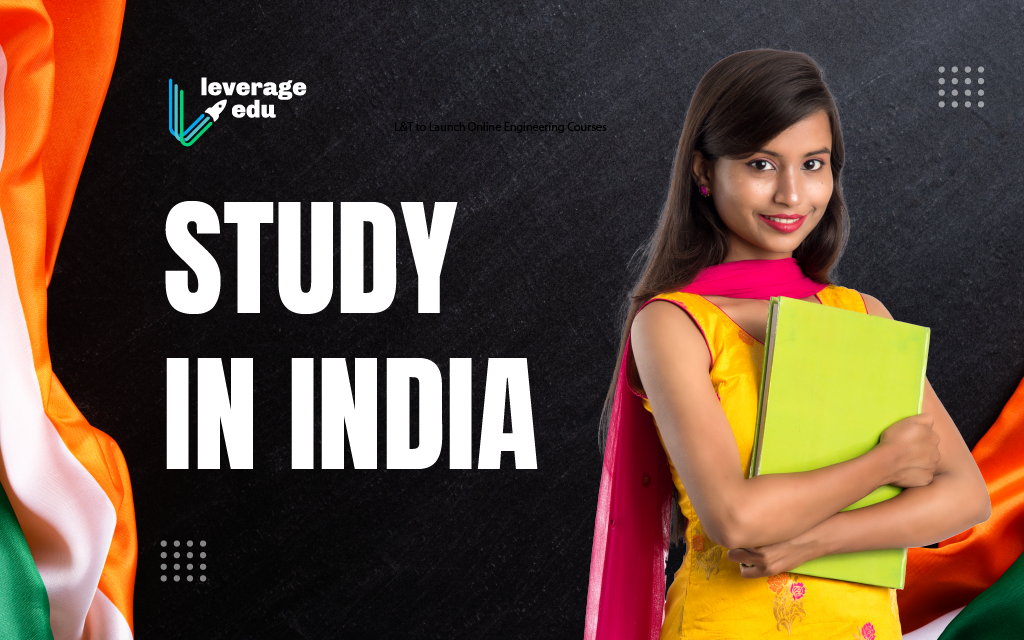 leverage
edu
L&T to Launch Online Engineering Courses
STUDY
IN INDIA